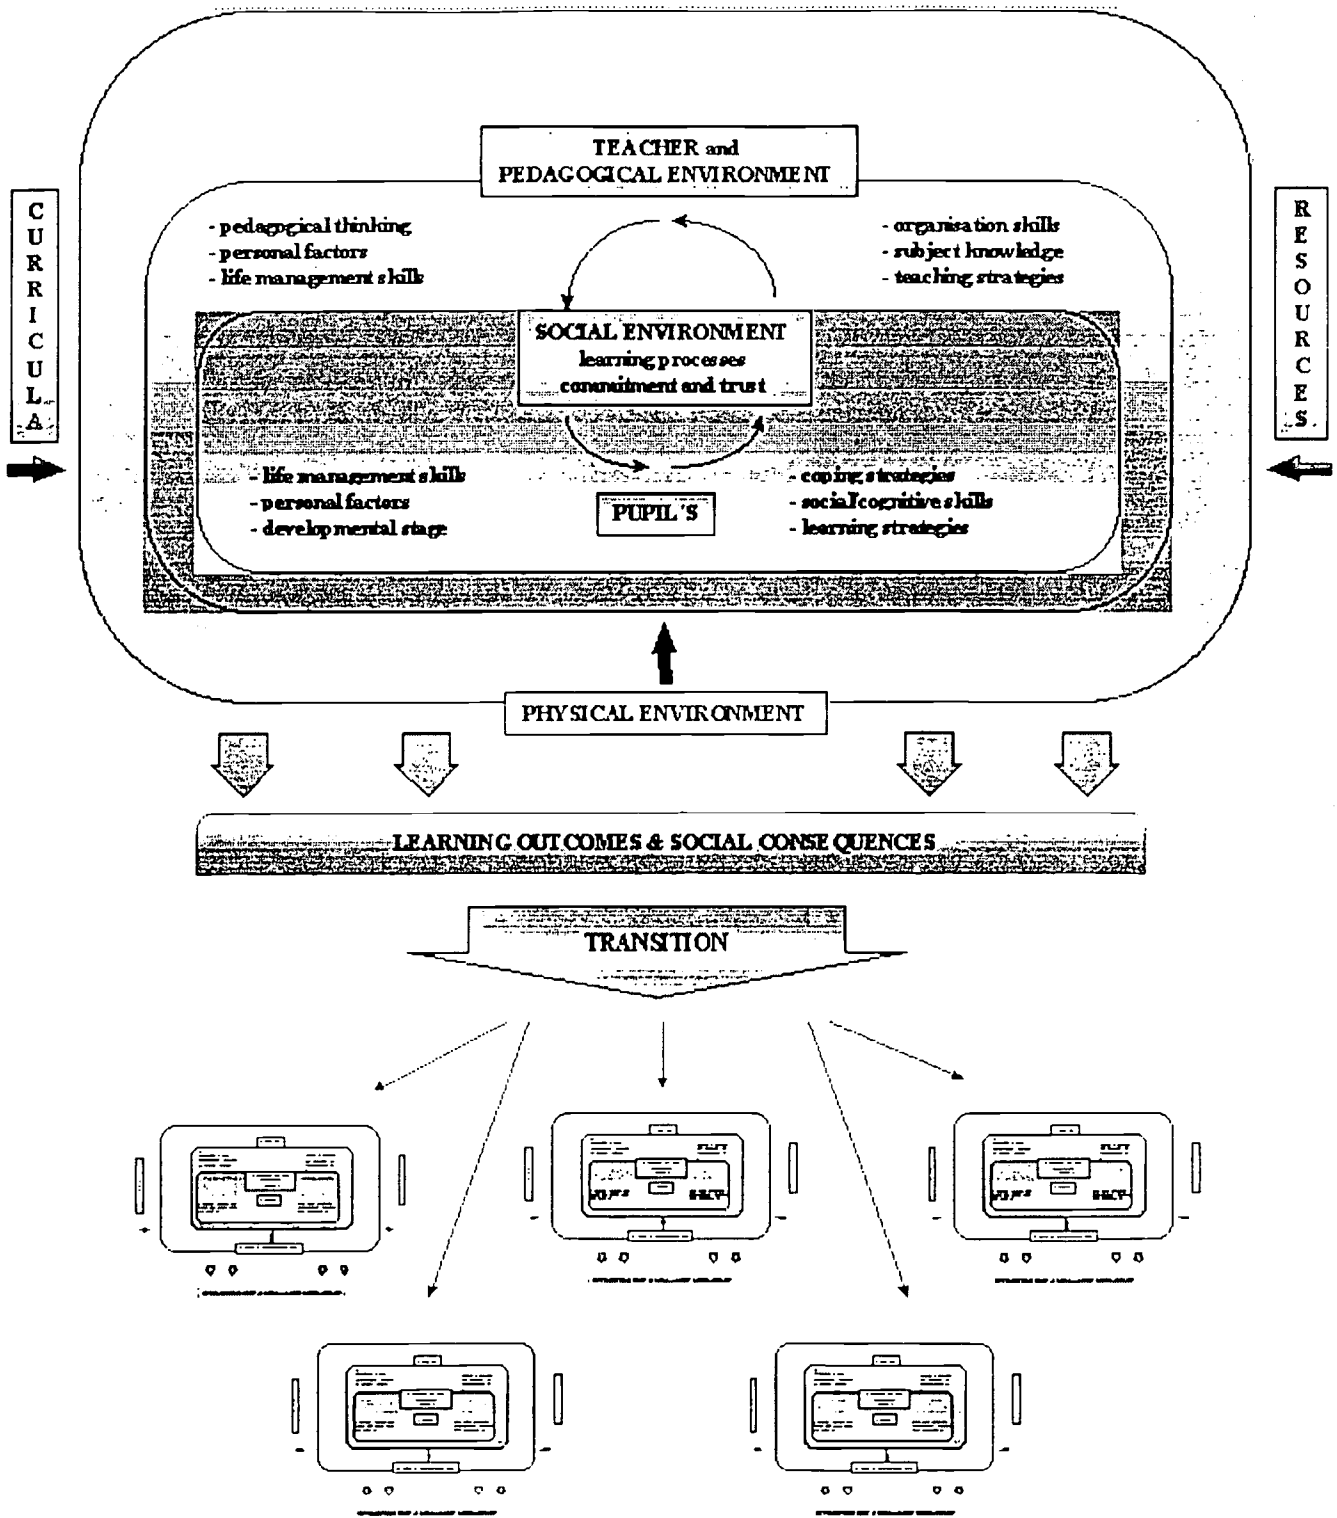 TEACHER and
PEDAGOGICAL ENVIRONMENT
CURRICULA
RESOURCES
- pedagogical thinking
- personal factors
- life management skills
- organisation skills
- subject knowledge
- teaching strategies
SOCIAL ENVIRONMENT
learning processes
commitment and trust
- life management skills
- personal factors
- developmental stage
PUPIL´S
- coping strategies
- social/cognitive skills
- learning strategies
PHYSICAL ENVIRONMENT
LEARNING OUTCOMES & SOCIAL CONSEQUENCES
TRANSITION